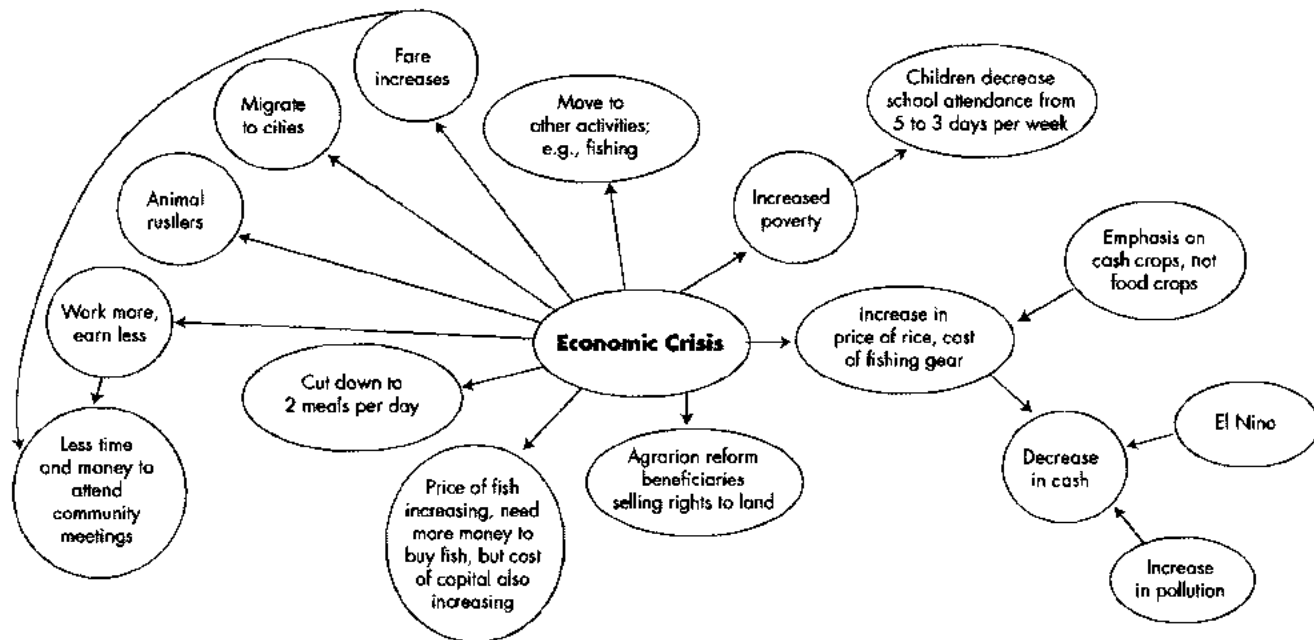 Fare
increases
Migrate
to cities
Animal
rustlers
Work more,
earn less
Less time
and money to
attend
community
meetings
Cut down to
2 meals per day
Price of fish
increasing, need
more money to
buy fish, but cost
of capital also
increasing
Economic Crisis
Move to
other activities;
e.g., fishing
Increased
poverty
Children decrease
school attendance from
5 to 3 days per week
Agrarian reform
beneficiaries
selling rights to land
Increase in
price of rice, cost
of fishing gear
Emphasis on
cash crops, not
food crops
Decrease
in cash
El Nino
Increase
in pollution